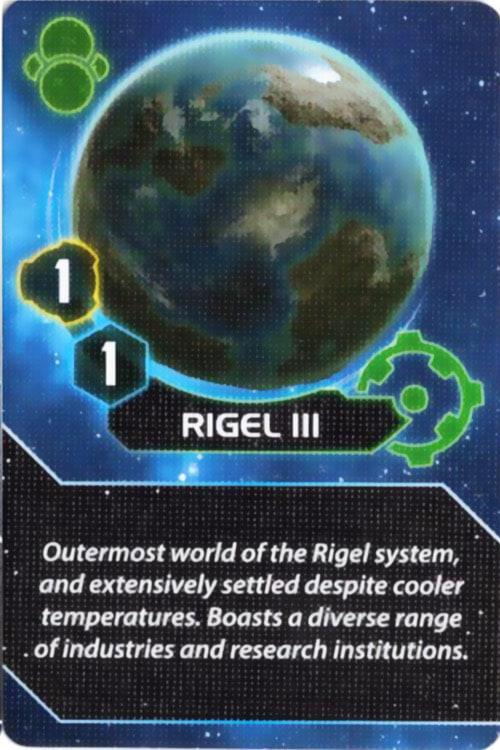 1
1
RIGEL III
Outermost world of the Rigel system,
and extensively settled despite cooler
temperatures. Boasts a diverse range
of industries and research institutions.